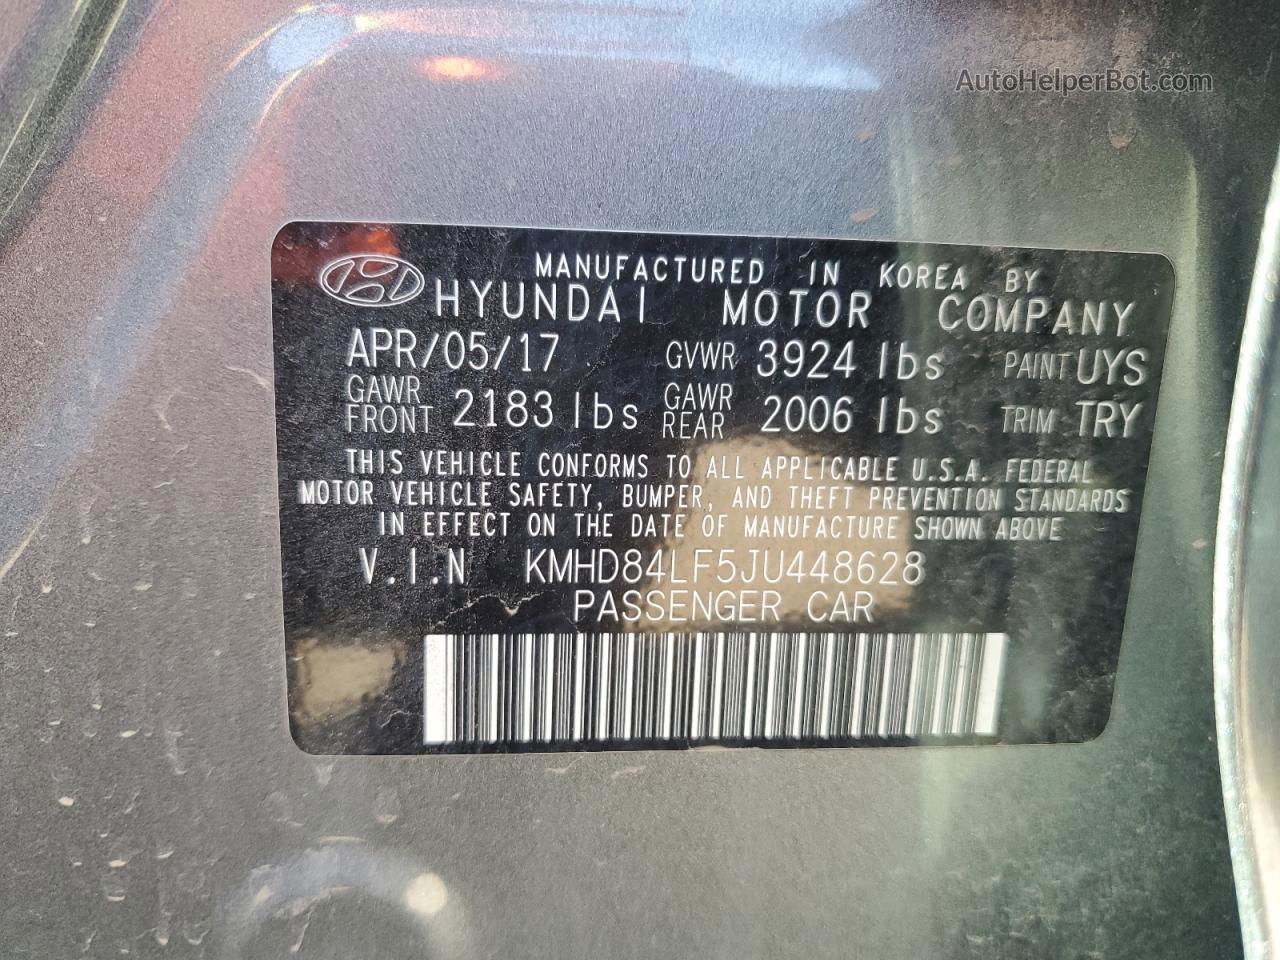 AutoHelperBot.com
MANUFACTURED IN KOREA BY
HYUNDAI MOTOR COMPANY
APR/05/17 GVWR 3924 lbs PAINT UYS
GAWR FRONT 2183 lbs GAWR REAR 2006 lbs TRIM TRY
THIS VEHICLE CONFORMS TO ALL APPLICABLE U.S.A. FEDERAL
MOTOR VEHICLE SAFETY, BUMPER, AND THEFT PREVENTION STANDARDS
IN EFFECT ON THE DATE OF MANUFACTURE SHOWN ABOVE
V.I.N KMHD84LF5JU448628
PASSENGER CAR